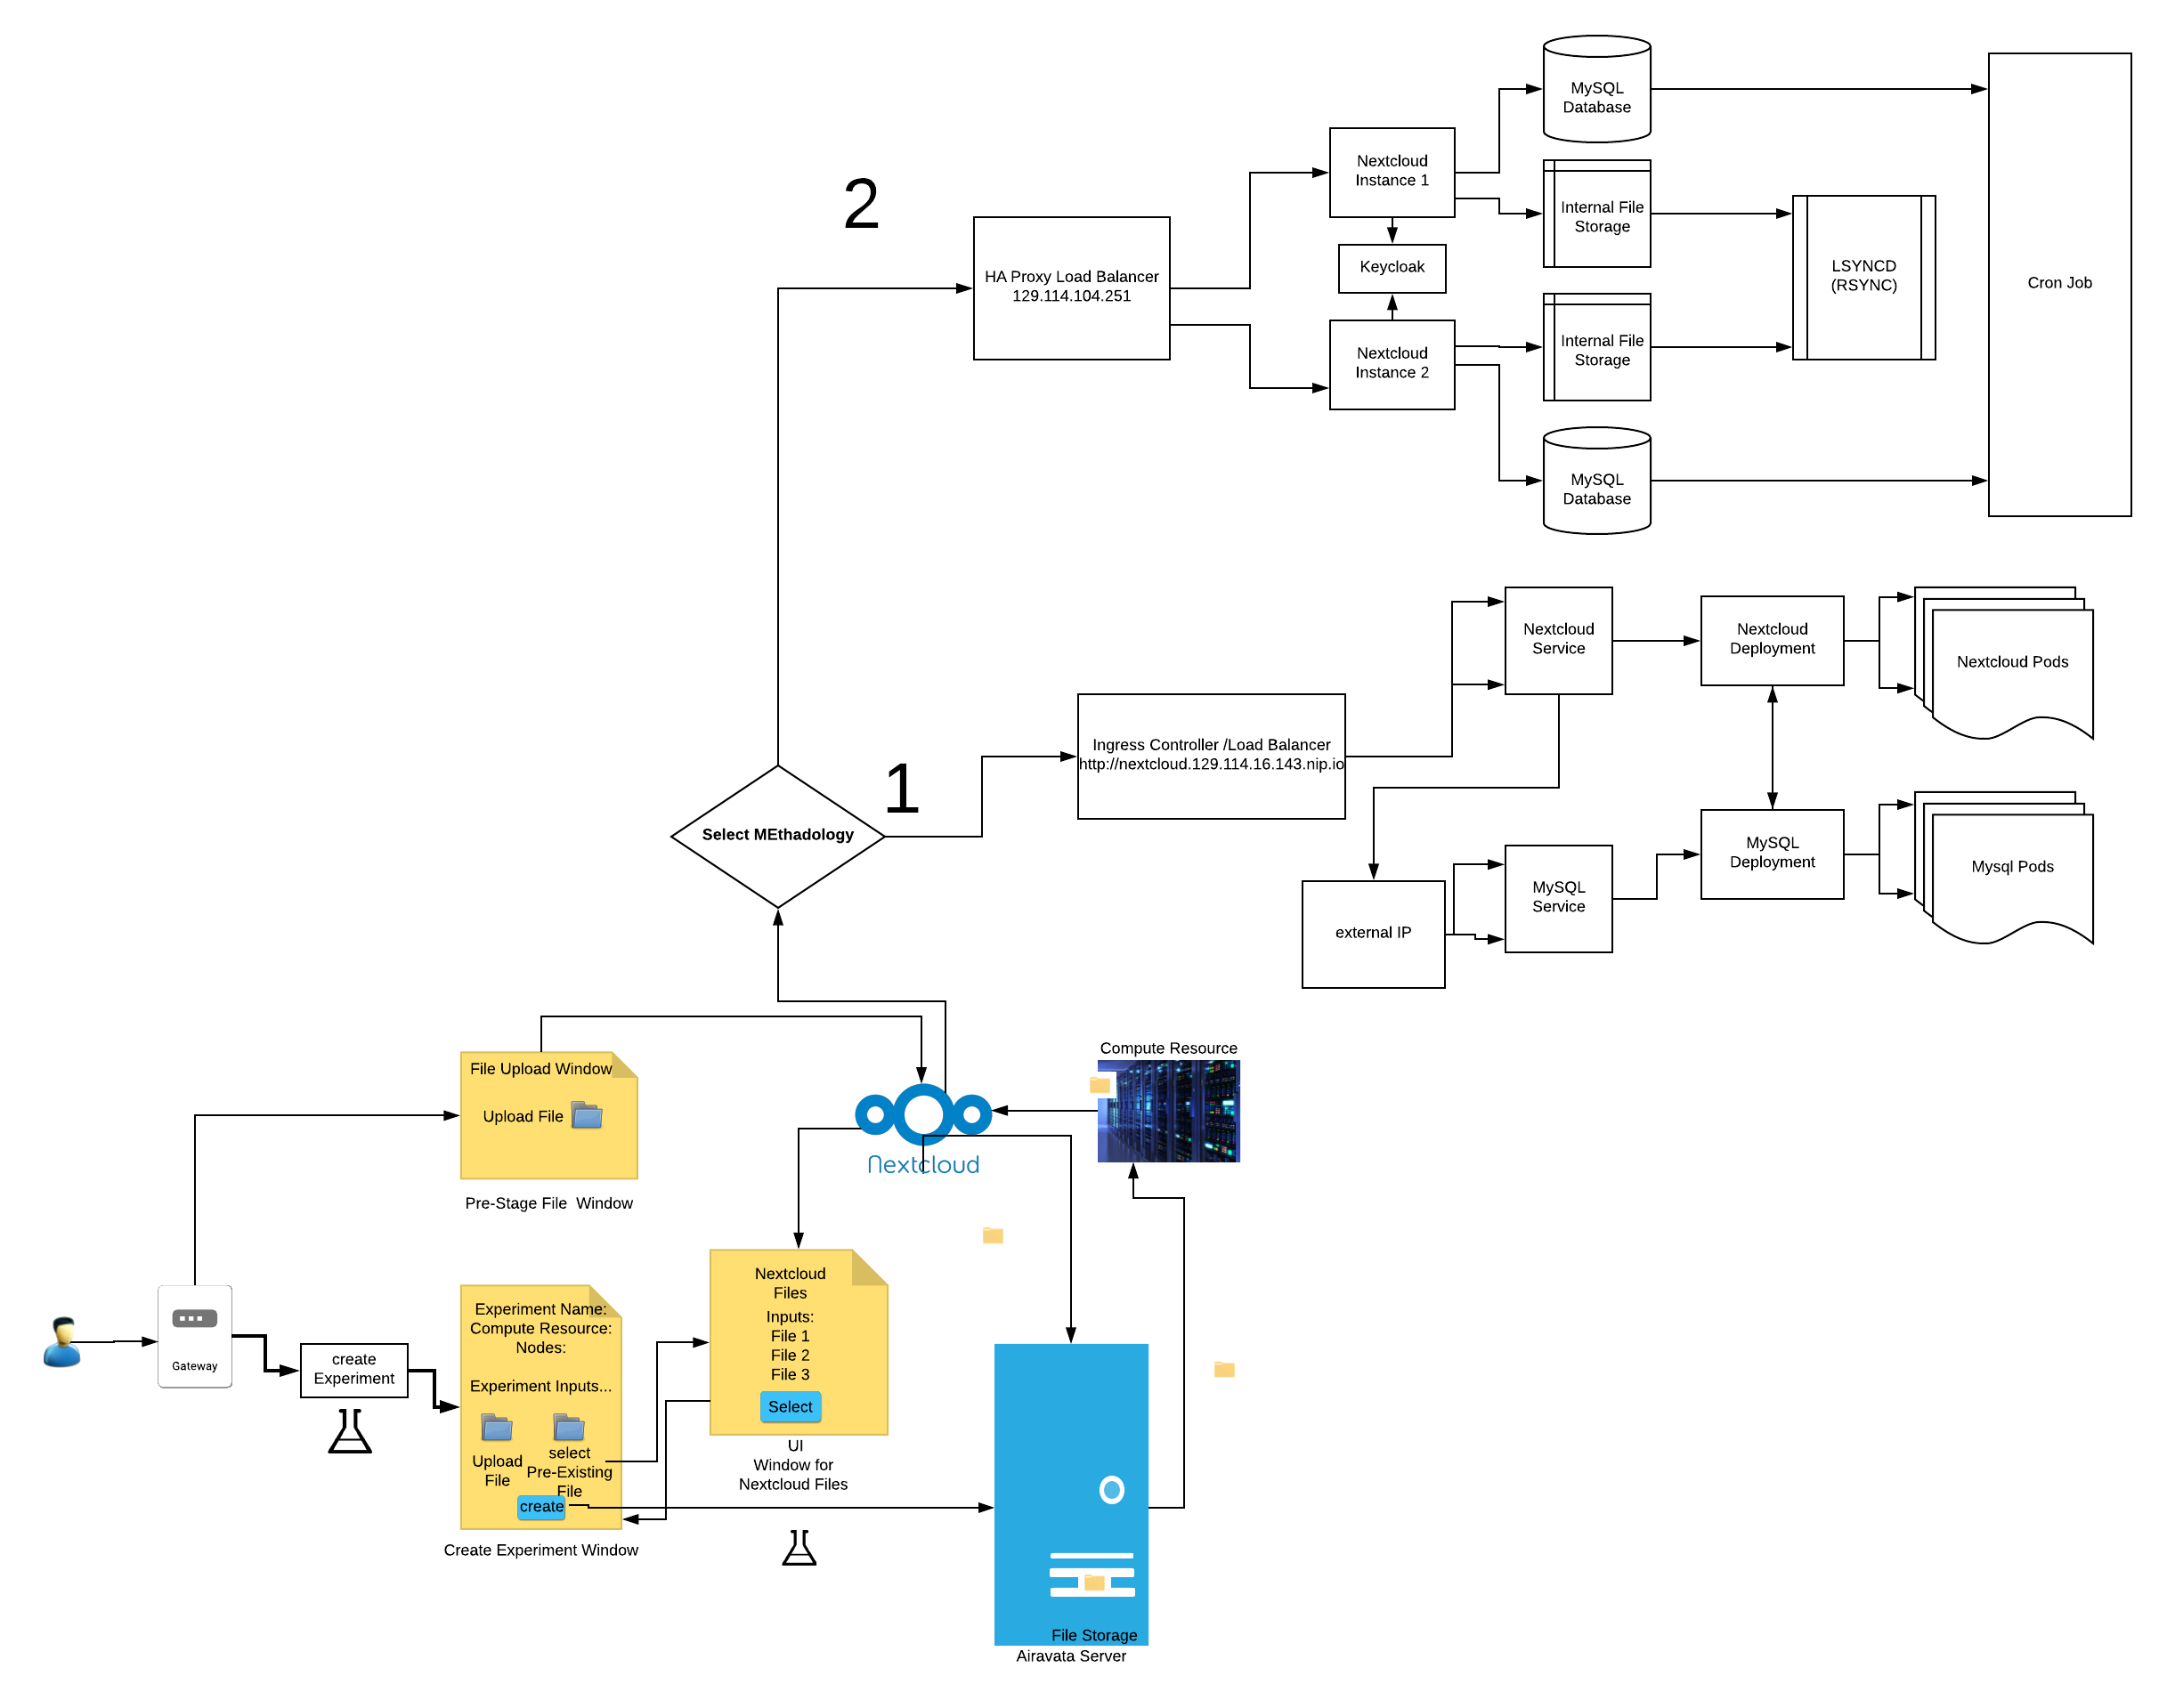 2
MySQL
Database
Nextcloud
Instance 1
Internal File
Storage
Keycloak
HA Proxy Load Balancer
129.114.104.251
LSYNCD
(RSYNC)
Cron Job
Nextcloud
Instance 2
Internal File
Storage
MySQL
Database
1
Select MEthadology
Ingress Controller /Load Balancer
http://nextcloud.129.114.16.143.nip.io
Nextcloud
Service
Nextcloud
Deployment
Nextcloud Pods
external IP
MySQL
Service
MySQL
Deployment
Mysql Pods
File Upload Window
Upload File
Pre-Stage File  Window
Nextcloud
Compute Resource
Gateway
create
Experiment
Experiment Name:
Compute Resource:
Nodes:
Experiment Inputs...
Upload
File
select
Pre-Existing
File
create
Create Experiment Window
Nextcloud
Files
Inputs:
File 1
File 2
File 3
Select
UI
Window for
Nextcloud Files
File Storage
Airavata Server